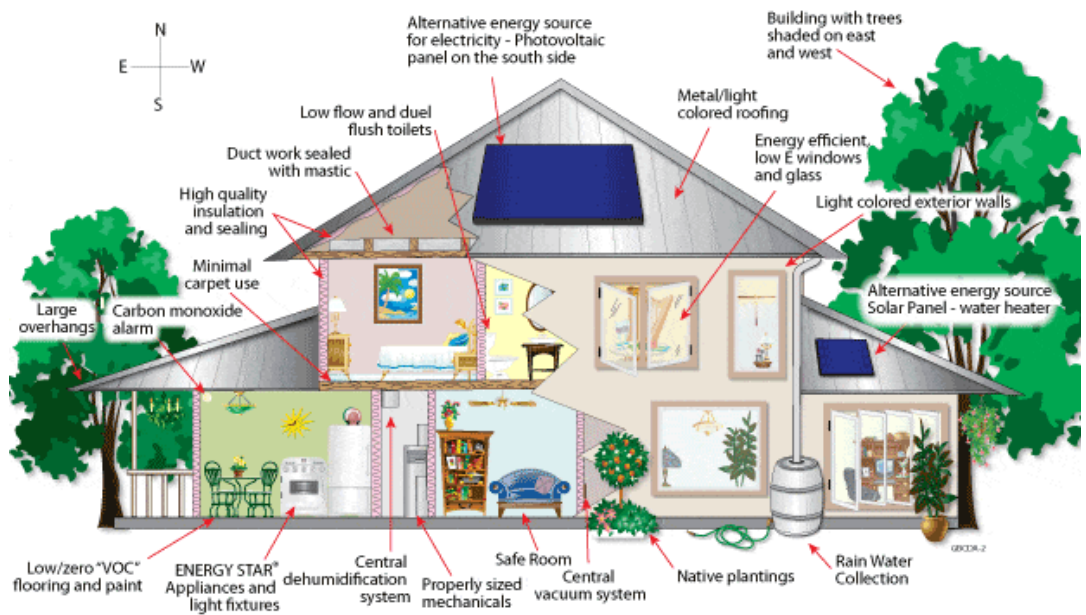 N
E
W
S
Alternative energy source
for electricity - Photovoltaic
panel on the south side
Building with trees
shaded on east
and west
Low flow and duel
flush toilets
Metal/light
colored roofing
Duct work sealed
with mastic
Energy efficient,
low E windows
and glass
High quality
insulation
and sealing
Light colored exterior walls
Minimal
carpet use
Large
overhangs
Carbon monoxide
alarm
Alternative energy source
Solar Panel - water heater
Low/zero "VOC"
flooring and paint
ENERGY STAR®
Appliances and
light fixtures
Central
dehumidification
system
Properly sized
mechanicals
Safe Room
Central
vacuum system
Native plantings
Rain Water
Collection
GBCDR-2